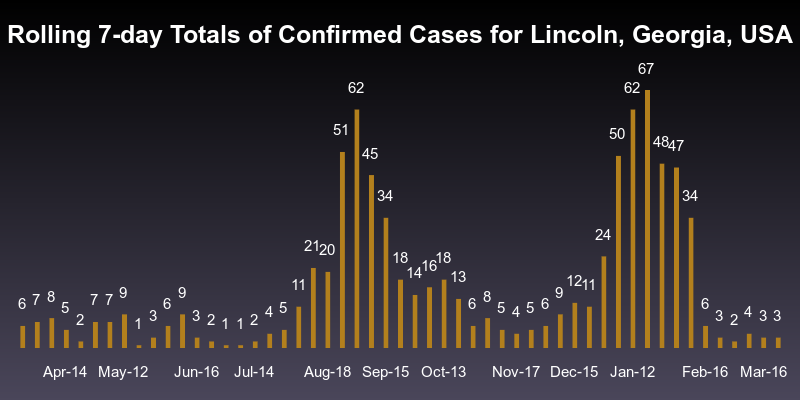 Rolling 7-day Totals of Confirmed Cases for Lincoln, Georgia, USA
6 7 8 5 2 7 7 9 1 3 6 9 3 2 1 1 2 4 5 11 21 20 51 62 45 34 18 14 16 18 13 6 8 5 4 5 6 9 12 11 24 50 62 67 48 47 34 6 3 2 4 3 3
Apr-14 May-12 Jun-16 Jul-14 Aug-18 Sep-15 Oct-13 Nov-17 Dec-15 Jan-12 Feb-16 Mar-16